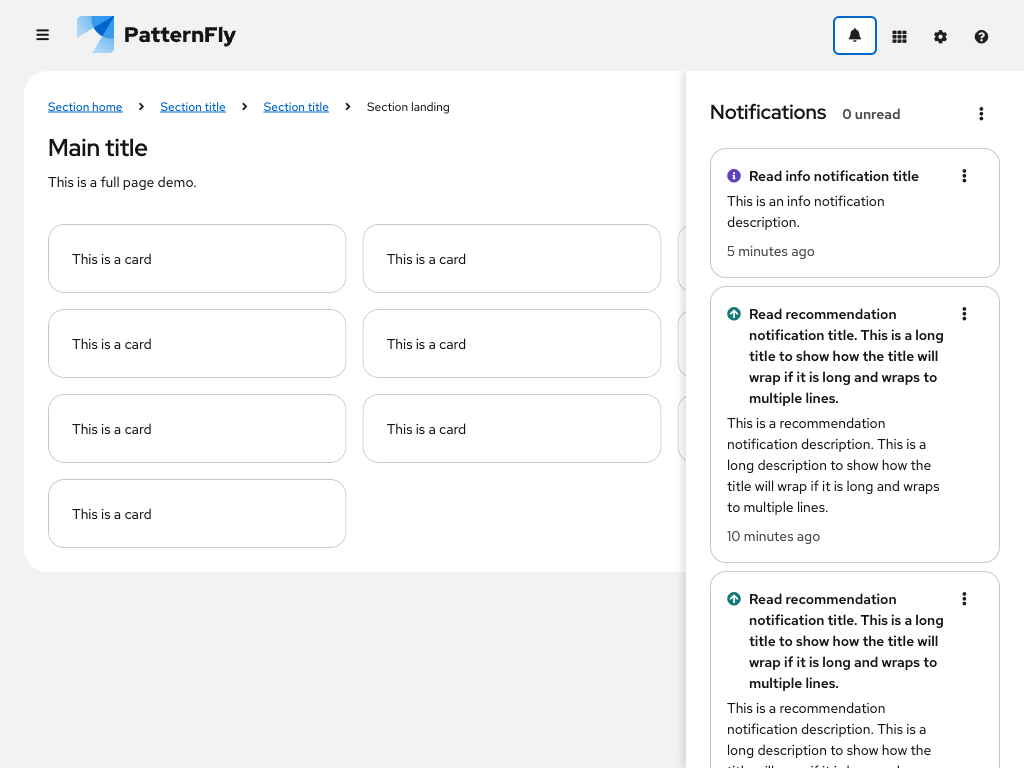 PatternFly
Section home
Section title
Section title
Section landing
Main title
This is a full page demo.
This is a card
This is a card
This is a card
This is a card
This is a card
This is a card
This is a card
Notifications
0 unread
Read info notification title
This is an info notification
description.
5 minutes ago
Read recommendation
notification title. This is a long
title to show how the title will
wrap if it is long and wraps to
multiple lines.
This is a recommendation
notification description. This is a
long description to show how the
title will wrap if it is long and wraps
to multiple lines.
10 minutes ago
Read recommendation
notification title. This is a long
title to show how the title will
wrap if it is long and wraps to
multiple lines.
This is a recommendation
notification description. This is a
long description to show how the